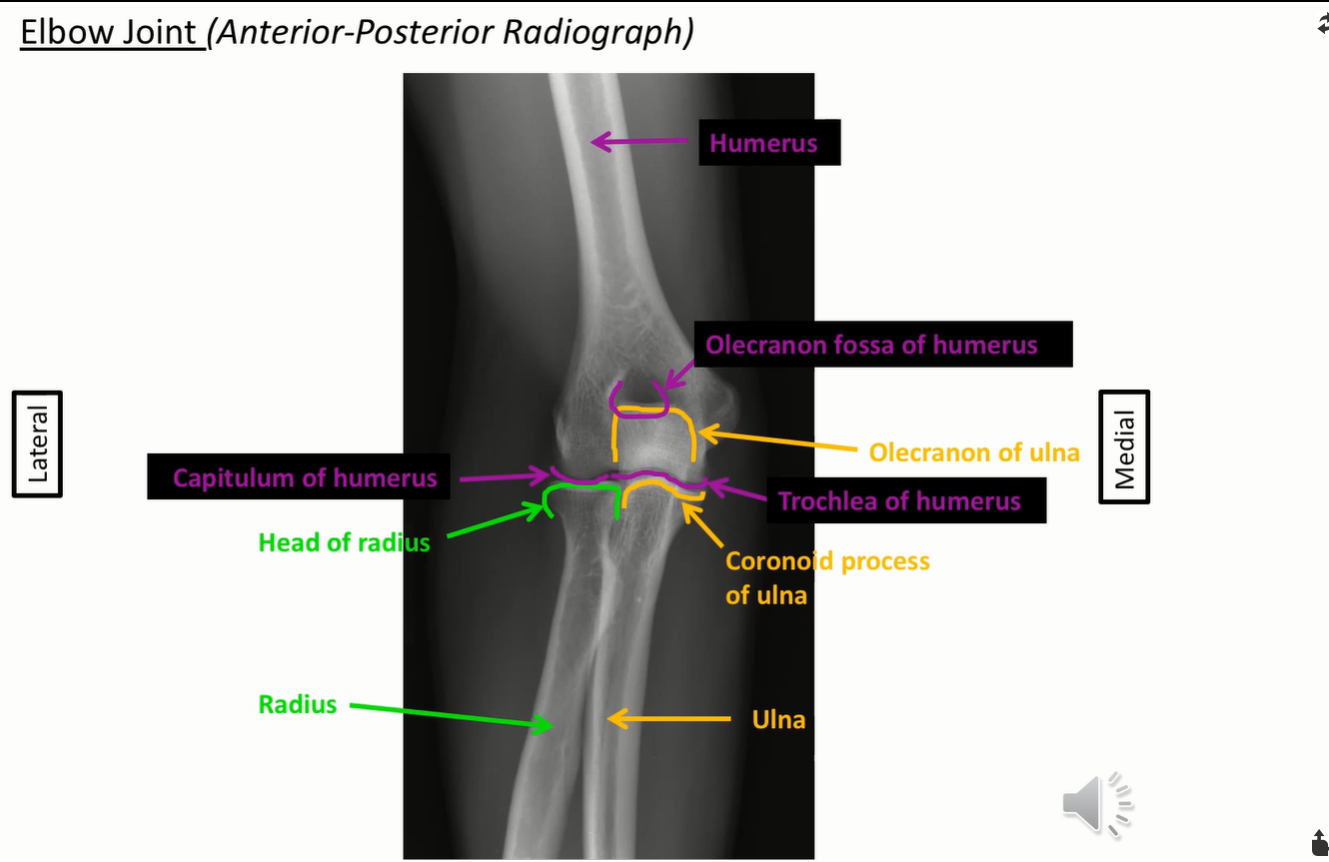 Elbow Joint (Anterior-Posterior Radiograph)
Humerus
Olecranon fossa of humerus
Lateral
Medial
Olecranon of ulna
Capitulum of humerus
Trochlea of humerus
Head of radius
Coronoid process
of ulna
Radius
Ulna